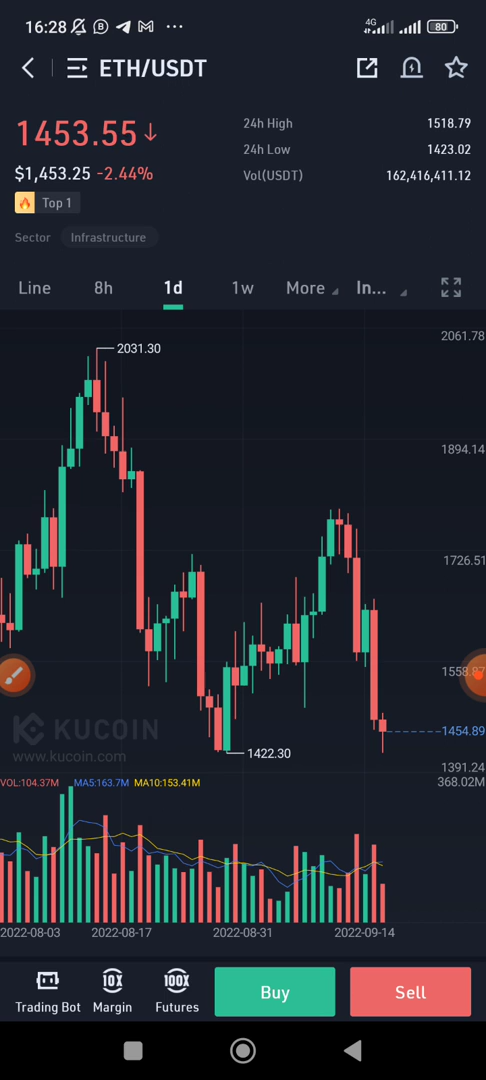 16:28 4G 80
ETH/USDT
1453.55↓
24h High 1518.79
24h Low 1423.02
$1,453.25 -2.44%
Vol(USDT) 162,416,411.12
Top 1
Sector Infrastructure
Line 8h 1d 1w More In...
2061.78
2031.30
1894.14
1726.51
1558.87
KUCOIN
1454.89
www.kucoin.com
1422.30
1391.24
VOL:104.37M MA5:163.7M MA10:153.41M 368.02M
2022-08-03 2022-08-17 2022-08-31 2022-09-14
10X 100X
Trading Bot Margin Futures
Buy Sell